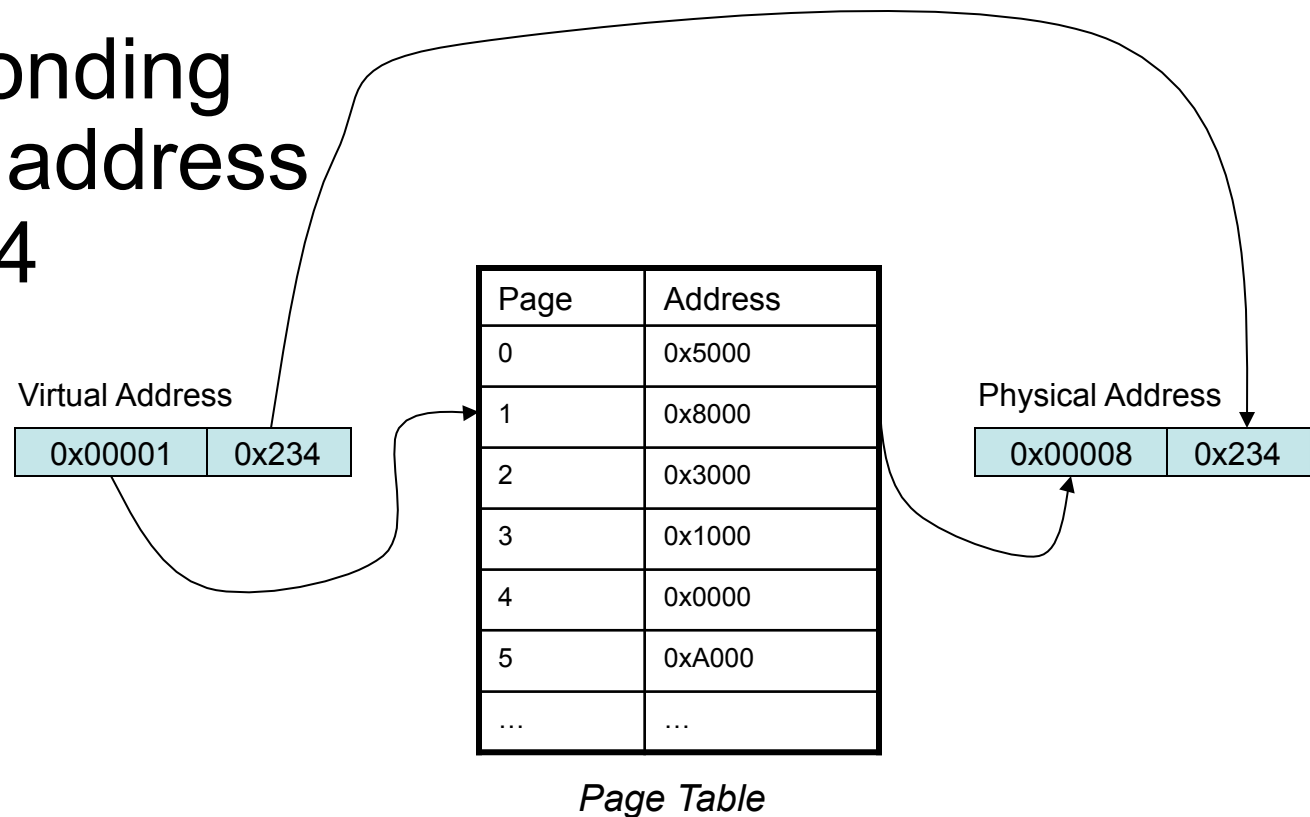 onding
address
4
Virtual Address
0x00001 0x234
Page Address
0 0x5000
1 0x8000
2 0x3000
3 0x1000
4 0x0000
5 0xA000
… …
Page Table
Physical Address
0x00008 0x234